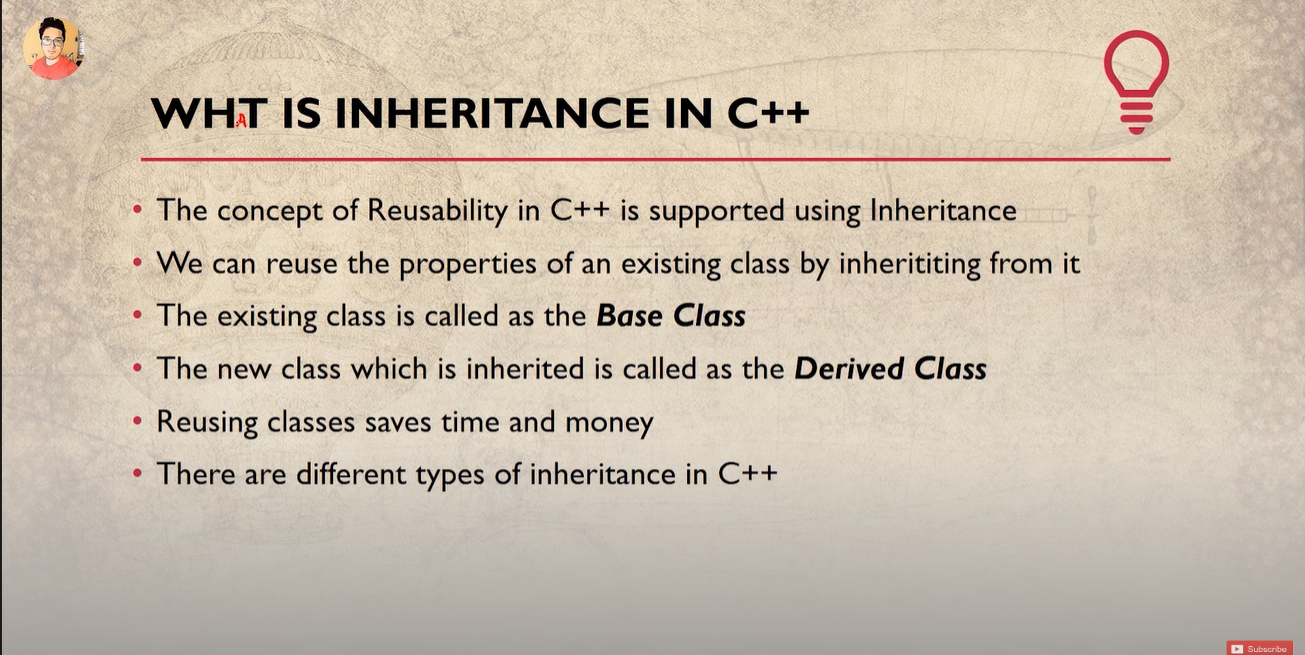 WHAT IS INHERITANCE IN C++
• The concept of Reusability in C++ is supported using Inheritance
• We can reuse the properties of an existing class by inherititing from it
• The existing class is called as the Base Class
• The new class which is inherited is called as the Derived Class
• Reusing classes saves time and money
• There are different types of inheritance in C++
Subscribe